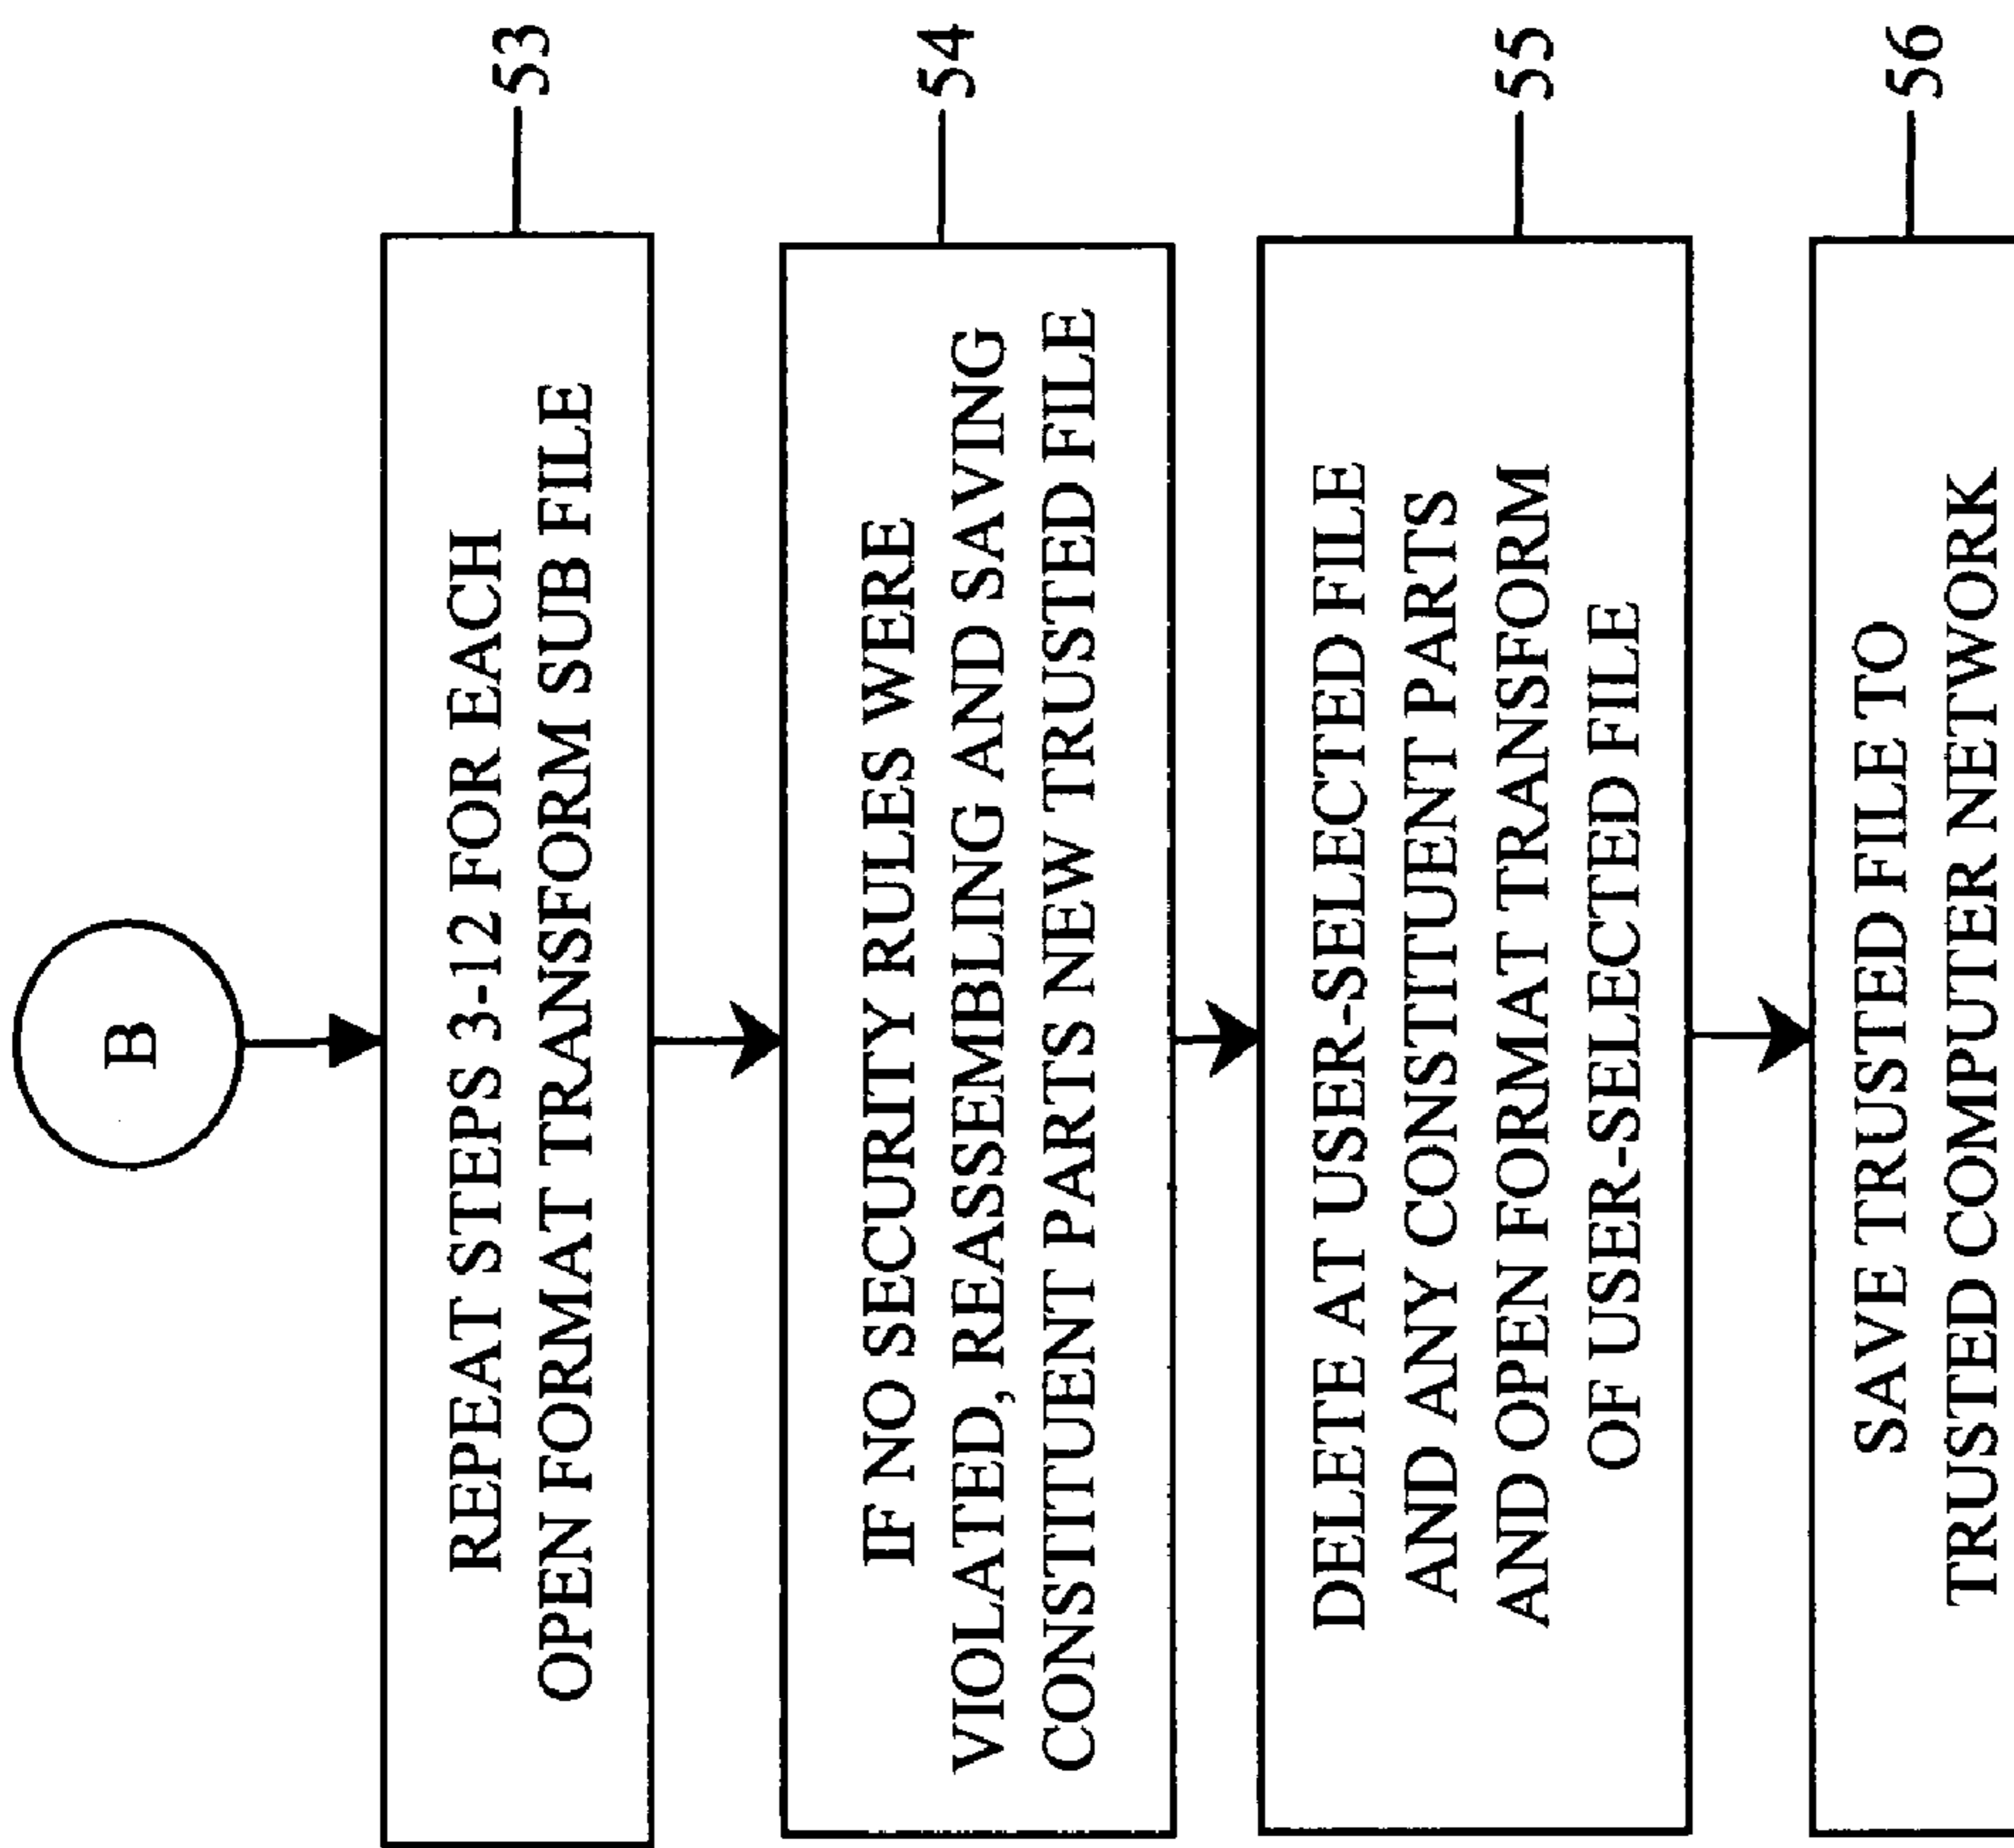 B
REPEAT STEPS 3-12 FOR EACH
OPEN FORMAT TRANSFORM SUB FILE
53
IF NO SECURITY RULES WERE
VIOLATED, REASSEMBLING AND SAVING
CONSTITUENT PARTS NEW TRUSTED FILE
54
DELETE AT USER-SELECTED FILE
AND ANY CONSTITUENT PARTS
AND OPEN FORMAT TRANSFORM
OF USER-SELECTED FILE
55
SAVE TRUSTED FILE TO
TRUSTED COMPUTER NETWORK
56